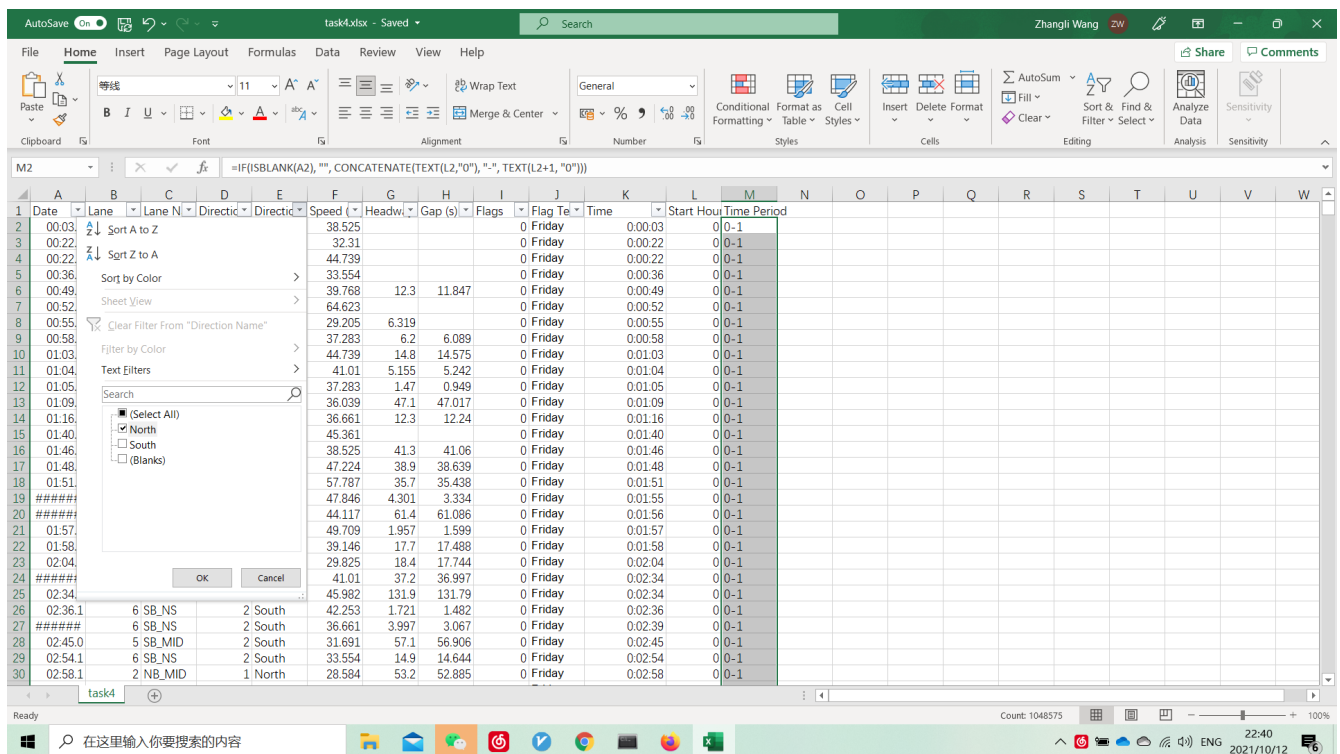 AutoSave On task4.xlsx - Saved Search Zhangli Wang ZW
File Home Insert Page Layout Formulas Data Review View Help Share Comments
Paste 等线 11 A^ A˅ Wrap Text General AutoSum
B I U abc A Merge & Center % 9 Conditional Formatting Format as Table Cell Styles Insert Delete Format Fill Clear Sort & Filter Find & Select Analyze Data Sensitivity
Clipboard Font Alignment Number Styles Cells Editing Analysis Sensitivity
M2 fx =IF(ISBLANK(A2), "", CONCATENATE(TEXT(L2,"0"), "-", TEXT(L2+1, "0")))
A B C D E F G H I J K L M N O P Q R S T U V W
1 Date Lane Lane N Directic Directic Speed ( Headwa Gap (s) Flags Flag Te Time Start Hour Time Period
2 00:03. 38.525 0 Friday 0:00:03 0 0-1
3 00:22. 32.31 0 Friday 0:00:22 0 0-1
4 00:22. 44.739 0 Friday 0:00:22 0 0-1
5 00:36. 33.554 0 Friday 0:00:36 0 0-1
6 00:49. 39.768 12.3 11.847 0 Friday 0:00:49 0 0-1
7 00:52. 64.623 0 Friday 0:00:52 0 0-1
8 00:55. 29.205 6.319 0 Friday 0:00:55 0 0-1
9 00:58. 37.283 6.2 6.089 0 Friday 0:00:58 0 0-1
10 01:03. 44.739 14.8 14.575 0 Friday 0:01:03 0 0-1
11 01:04. 41.01 5.155 5.242 0 Friday 0:01:04 0 0-1
12 01:05. 37.283 1.47 0.949 0 Friday 0:01:05 0 0-1
13 01:09. 36.039 47.1 47.017 0 Friday 0:01:09 0 0-1
14 01:16. 36.661 12.3 12.24 0 Friday 0:01:16 0 0-1
15 01:40. 45.361 0 Friday 0:01:40 0 0-1
16 01:46. 38.525 41.3 41.06 0 Friday 0:01:46 0 0-1
17 01:48. 47.224 38.9 38.639 0 Friday 0:01:48 0 0-1
18 01:51. 57.787 35.7 35.438 0 Friday 0:01:51 0 0-1
19 ###### 47.846 4.301 3.334 0 Friday 0:01:55 0 0-1
20 ###### 44.117 61.4 61.086 0 Friday 0:01:56 0 0-1
21 01:57. 49.709 1.957 1.599 0 Friday 0:01:57 0 0-1
22 01:58. 39.146 17.7 17.488 0 Friday 0:01:58 0 0-1
23 02:04. 29.825 18.4 17.744 0 Friday 0:02:04 0 0-1
24 ###### 41.01 37.2 36.997 0 Friday 0:02:34 0 0-1
25 02:34. 45.982 131.9 131.79 0 Friday 0:02:34 0 0-1
26 02:36.1 6 SB_NS 2 South 42.253 1.721 1.482 0 Friday 0:02:36 0 0-1
27 ###### 6 SB_NS 2 South 36.661 3.997 3.067 0 Friday 0:02:39 0 0-1
28 02:45.0 5 SB_MID 2 South 31.691 57.1 56.906 0 Friday 0:02:45 0 0-1
29 02:54.1 6 SB_NS 2 South 33.554 14.9 14.644 0 Friday 0:02:54 0 0-1
30 02:58.1 2 NB_MID 1 North 28.584 53.2 52.885 0 Friday 0:02:58 0 0-1
Sort A to Z
Sort Z to A
Sort by Color
Sheet View
Clear Filter From "Direction Name"
Filter by Color
Text Filters
Search
(Select All)
North
South
(Blanks)
OK Cancel
task4
Ready Count: 1048575 100%
在这里输入你要搜索的内容 ENG 22:40
2021/10/12 6